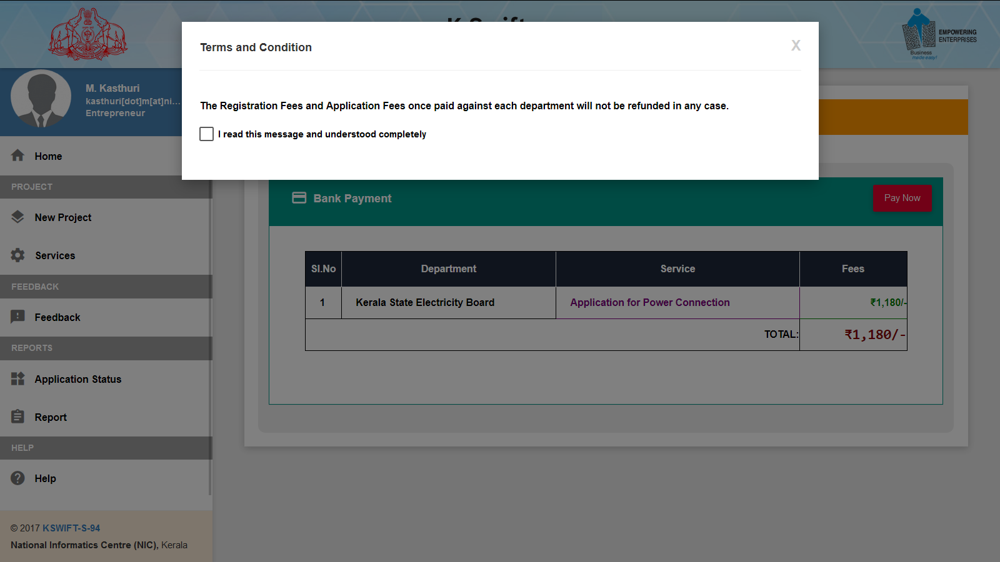 Terms and Condition
X
The Registration Fees and Application Fees once paid against each department will not be refunded in any case.
I read this message and understood completely
EMPOWERING
ENTERPRISES
Business
made easy!
M. Kasthuri
kasthuri[dot]m[at]ni...
Entrepreneur
Home
PROJECT
New Project
Services
FEEDBACK
Feedback
REPORTS
Application Status
Report
HELP
Help
© 2017 KSWIFT-S-94
National Informatics Centre (NIC), Kerala
Bank Payment
Pay Now
Sl.No Department Service Fees
1 Kerala State Electricity Board Application for Power Connection ₹1,180/-
TOTAL: ₹1,180/-